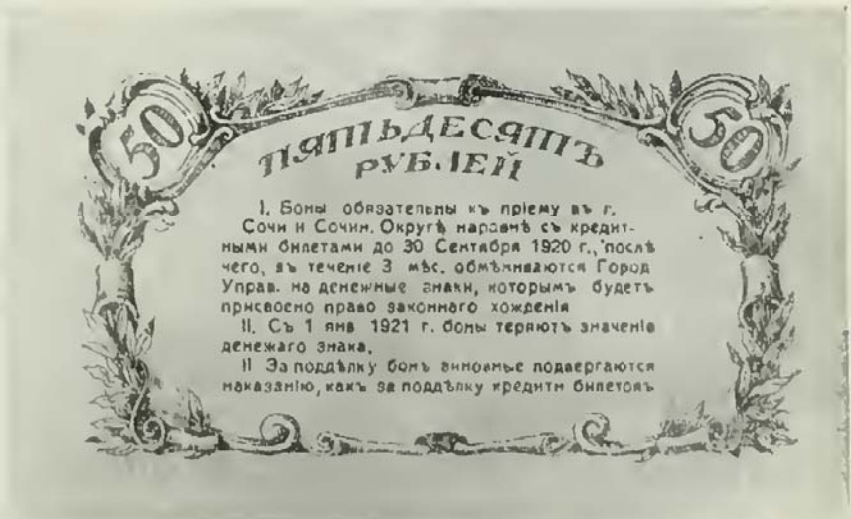 50
50
ПЯТЬДЕСЯТЪ
РУБЛЕЙ
I. Боны обязательны къ пріему въ г.
Сочи и Сочин. Округѣ наравнѣ съ кредит-
ными билетами до 30 Сентября 1920 г., послѣ
чего, въ теченіе 3 мѣс. обмѣниваются Город
Управ. на денежные знаки, которымъ будетъ
присвоено право законнаго хожденія
II. Съ 1 янв 1921 г. боны теряютъ значеніе
денежаго знака.
II За поддѣлку бонъ виновные подвергаются
наказанію, какъ за поддѣлку кредитн билетовъ